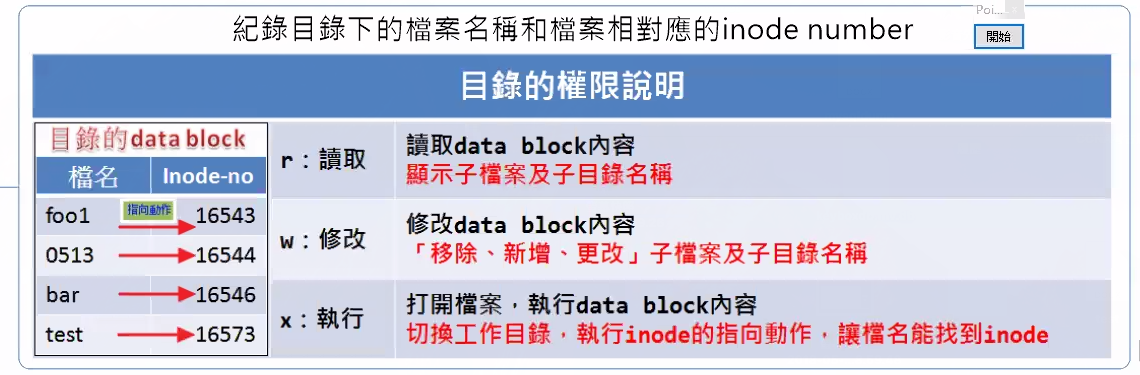 Poi...
紀錄目錄下的檔案名稱和檔案相對應的inode number
開始
目錄的權限說明
目錄的data block
檔名 Inode-no
foo1 指向動作 16543
0513 16544
bar 16546
test 16573
r：讀取
讀取data block內容
顯示子檔案及子目錄名稱
w：修改
修改data block內容
「移除、新增、更改」子檔案及子目錄名稱
x：執行
打開檔案，執行data block內容
切換工作目錄，執行inode的指向動作，讓檔名能找到inode